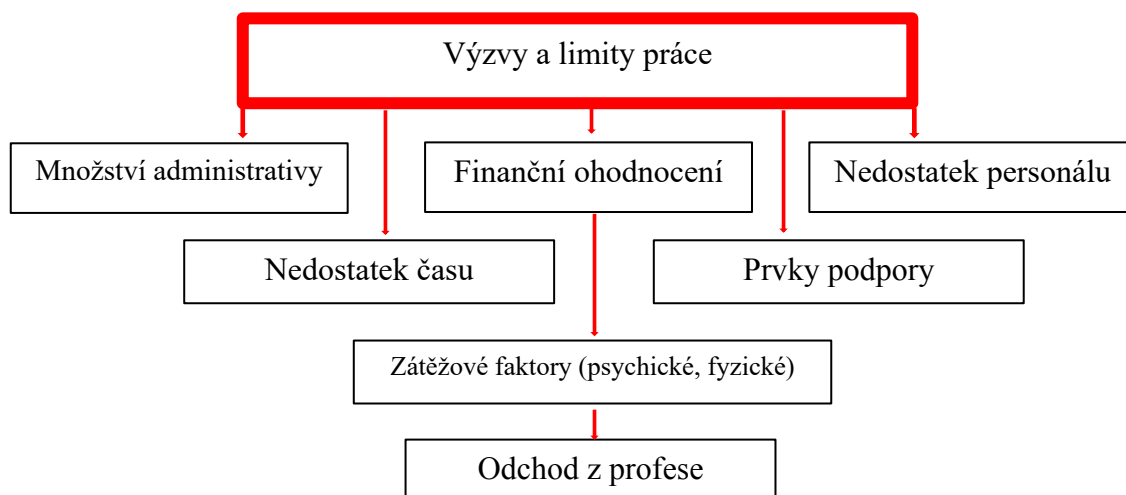 Výzvy a limity práce
Množství administrativy
Finanční ohodnocení
Nedostatek personálu
Nedostatek času
Prvky podpory
Zátěžové faktory (psychické, fyzické)
Odchod z profese